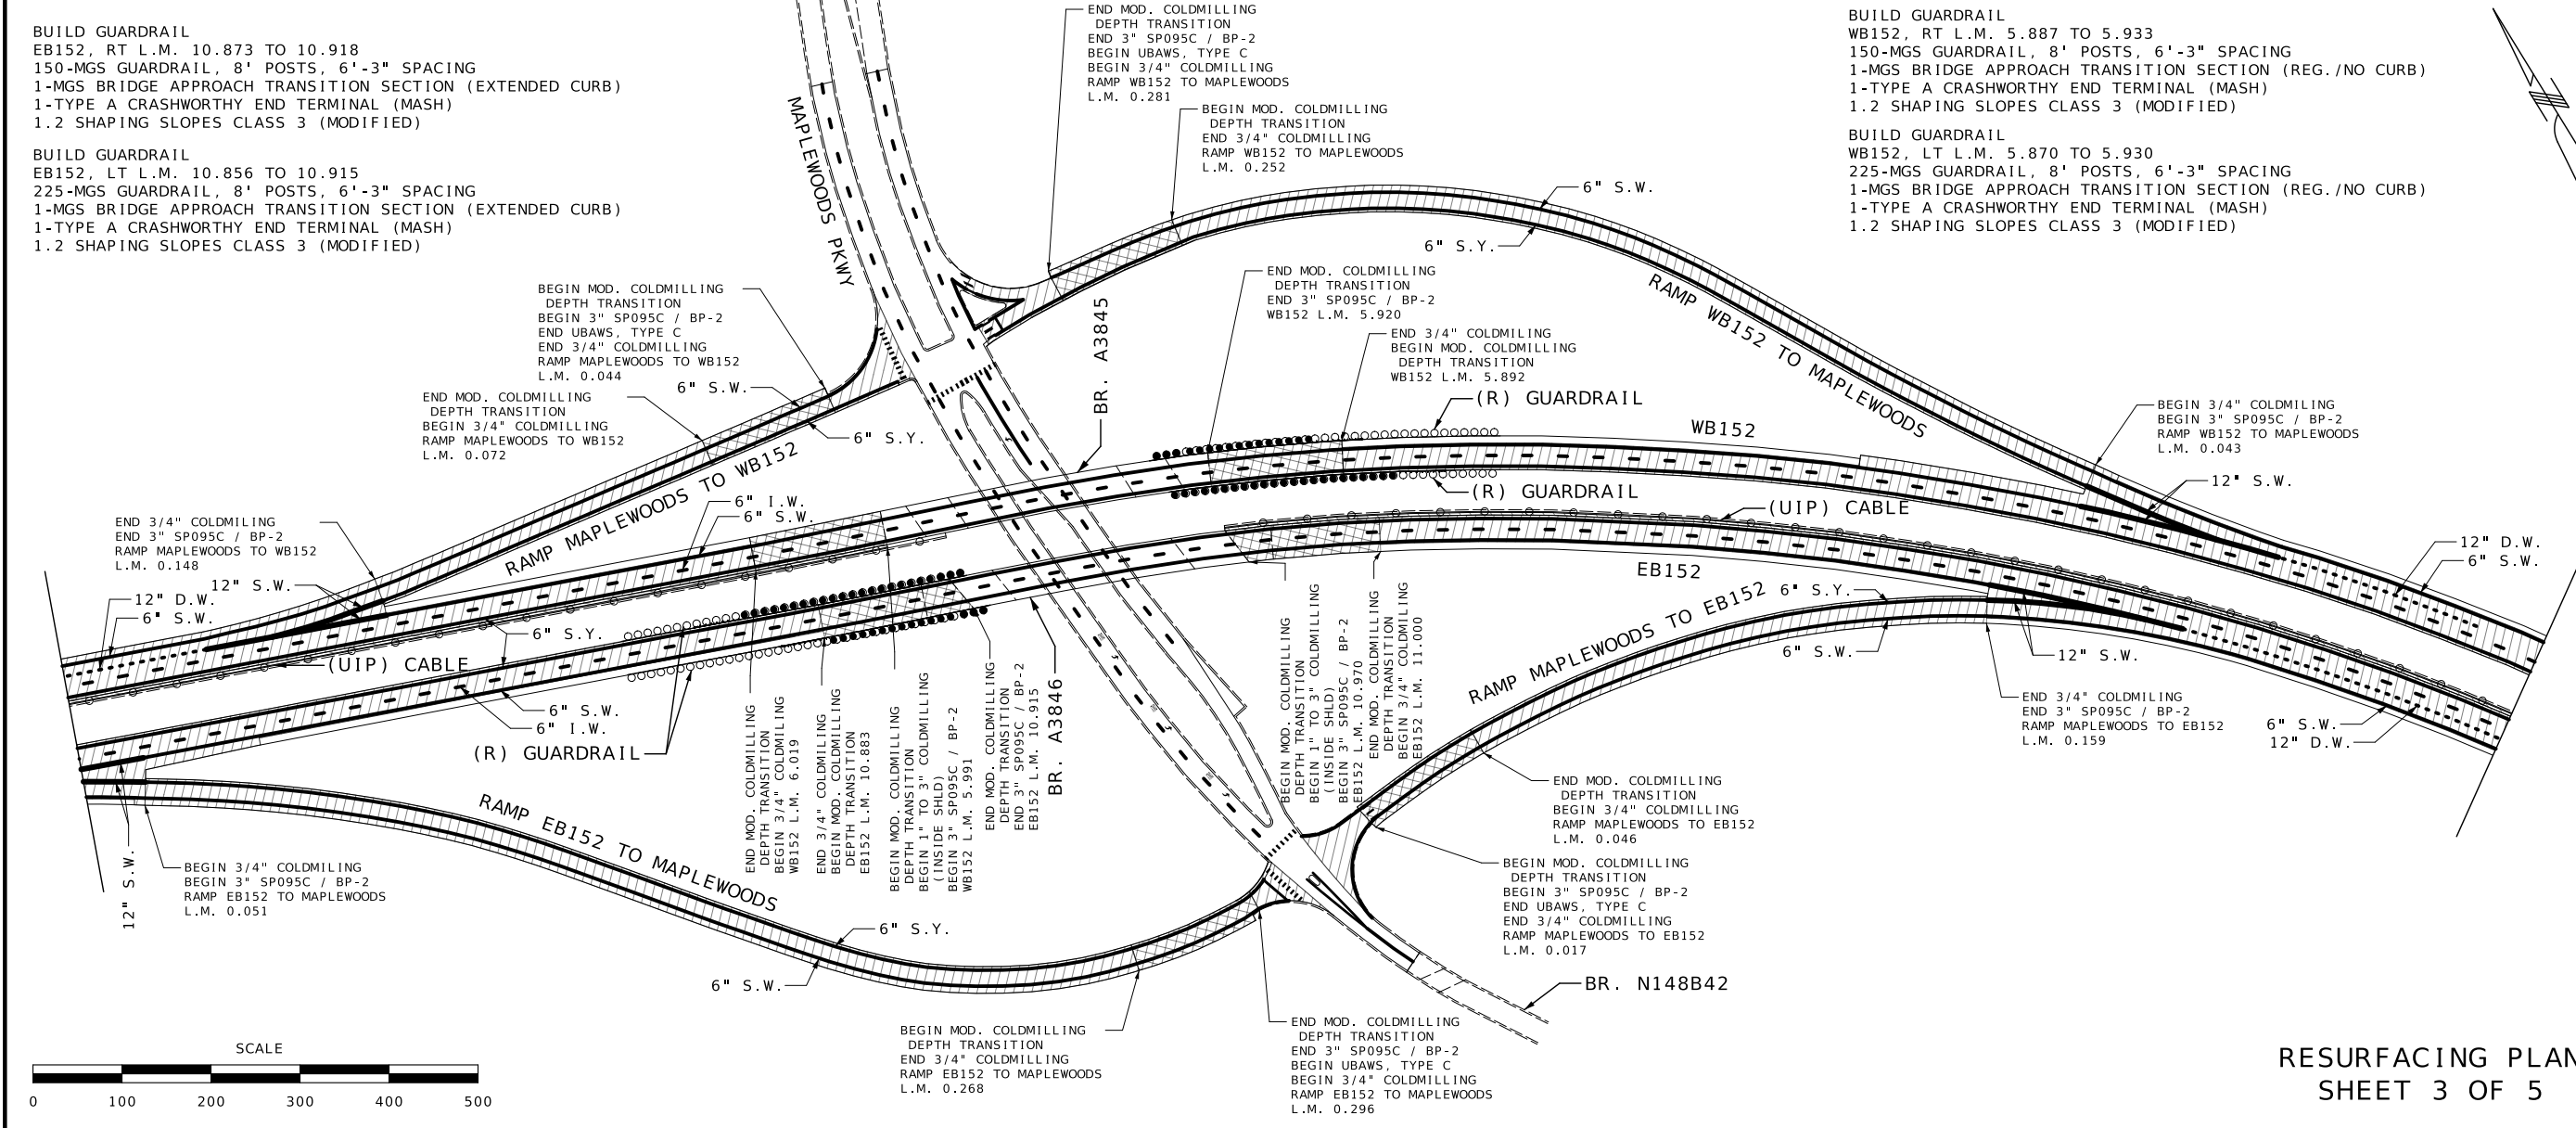 BUILD GUARDRAIL
EB152, RT L.M. 10.873 TO 10.918
150-MGS GUARDRAIL, 8' POSTS, 6'-3" SPACING
1-MGS BRIDGE APPROACH TRANSITION SECTION (EXTENDED CURB)
1-TYPE A CRASHWORTHY END TERMINAL (MASH)
1.2 SHAPING SLOPES CLASS 3 (MODIFIED)
BUILD GUARDRAIL
EB152, LT L.M. 10.856 TO 10.915
225-MGS GUARDRAIL, 8' POSTS, 6'-3" SPACING
1-MGS BRIDGE APPROACH TRANSITION SECTION (EXTENDED CURB)
1-TYPE A CRASHWORTHY END TERMINAL (MASH)
1.2 SHAPING SLOPES CLASS 3 (MODIFIED)
END MOD. COLDMILLING
DEPTH TRANSITION
END 3" SP095C / BP-2
BEGIN UBAWS, TYPE C
BEGIN 3/4" COLDMILLING
RAMP WB152 TO MAPLEWOODS
L.M. 0.281
BEGIN MOD. COLDMILLING
DEPTH TRANSITION
END 3/4" COLDMILLING
RAMP WB152 TO MAPLEWOODS
L.M. 0.252
BUILD GUARDRAIL
WB152, RT L.M. 5.887 TO 5.933
150-MGS GUARDRAIL, 8' POSTS, 6'-3" SPACING
1-MGS BRIDGE APPROACH TRANSITION SECTION (REG./NO CURB)
1-TYPE A CRASHWORTHY END TERMINAL (MASH)
1.2 SHAPING SLOPES CLASS 3 (MODIFIED)
BUILD GUARDRAIL
WB152, LT L.M. 5.870 TO 5.930
225-MGS GUARDRAIL, 8' POSTS, 6'-3" SPACING
1-MGS BRIDGE APPROACH TRANSITION SECTION (REG./NO CURB)
1-TYPE A CRASHWORTHY END TERMINAL (MASH)
1.2 SHAPING SLOPES CLASS 3 (MODIFIED)
MAPLEWOODS PKWY
6" S.W.
6" S.Y.
RAMP WB152 TO MAPLEWOODS
BEGIN MOD. COLDMILLING
DEPTH TRANSITION
BEGIN 3" SP095C / BP-2
END UBAWS, TYPE C
END 3/4" COLDMILLING
RAMP MAPLEWOODS TO WB152
L.M. 0.044
6" S.W.
END MOD. COLDMILLING
DEPTH TRANSITION
BEGIN 3/4" COLDMILLING
RAMP MAPLEWOODS TO WB152
L.M. 0.072
6" S.Y.
RAMP MAPLEWOODS TO WB152
BR. A3845
END MOD. COLDMILLING
DEPTH TRANSITION
END 3" SP095C / BP-2
WB152 L.M. 5.920
END 3/4" COLDMILING
BEGIN MOD. COLDMILLING
DEPTH TRANSITION
WB152 L.M. 5.892
(R) GUARDRAIL
WB152
(R) GUARDRAIL
(UIP) CABLE
BEGIN 3/4" COLDMILING
BEGIN 3" SP095C / BP-2
RAMP WB152 TO MAPLEWOODS
L.M. 0.043
12" S.W.
12" D.W.
6" S.W.
END 3/4" COLDMILING
END 3" SP095C / BP-2
RAMP MAPLEWOODS TO WB152
L.M. 0.148
12" S.W.
12" D.W.
6" S.W.
6" I.W.
6" S.W.
6" S.Y.
(UIP) CABLE
6" S.W.
6" I.W.
(R) GUARDRAIL
EB152
RAMP MAPLEWOODS TO EB152
6" S.Y.
6" S.W.
12" S.W.
END 3/4" COLDMILING
END 3" SP095C / BP-2
RAMP MAPLEWOODS TO EB152
L.M. 0.159
6" S.W.
12" D.W.
END MOD. COLDMILLING
DEPTH TRANSITION
BEGIN 3/4" COLDMILLING
WB152 L.M. 6.019
END 3/4" COLDMILLING
BEGIN MOD. COLDMILLING
DEPTH TRANSITION
EB152 L.M. 10.883
BEGIN MOD. COLDMILLING
DEPTH TRANSITION
BEGIN 1" TO 3" COLDMILLING
(INSIDE SHLD)
BEGIN 3" SP095C / BP-2
WB152 L.M. 5.991
END MOD. COLDMILLING
DEPTH TRANSITION
END 3" SP095C / BP-2
EB152 L.M. 10.915
BR. A3846
BEGIN MOD. COLDMILLING
DEPTH TRANSITION
BEGIN 1" TO 3" COLDMILLING
(INSIDE SHLD)
BEGIN 3" SP095C / BP-2
EB152 L.M. 10.970
END MOD. COLDMILLING
DEPTH TRANSITION
BEGIN 3/4" COLDMILLING
EB152 L.M. 11.000
END MOD. COLDMILLING
DEPTH TRANSITION
BEGIN 3/4" COLDMILLING
RAMP MAPLEWOODS TO EB152
L.M. 0.046
BEGIN MOD. COLDMILLING
DEPTH TRANSITION
BEGIN 3" SP095C / BP-2
END UBAWS, TYPE C
END 3/4" COLDMILLING
RAMP MAPLEWOODS TO EB152
L.M. 0.017
BR. N148B42
12" S.W.
BEGIN 3/4" COLDMILING
BEGIN 3" SP095C / BP-2
RAMP EB152 TO MAPLEWOODS
L.M. 0.051
RAMP EB152 TO MAPLEWOODS
6" S.Y.
6" S.W.
BEGIN MOD. COLDMILLING
DEPTH TRANSITION
END 3/4" COLDMILLING
RAMP EB152 TO MAPLEWOODS
L.M. 0.268
END MOD. COLDMILLING
DEPTH TRANSITION
END 3" SP095C / BP-2
BEGIN UBAWS, TYPE C
BEGIN 3/4" COLDMILLING
RAMP EB152 TO MAPLEWOODS
L.M. 0.296
SCALE
0 100 200 300 400 500
RESURFACING PLAN
SHEET 3 OF 5